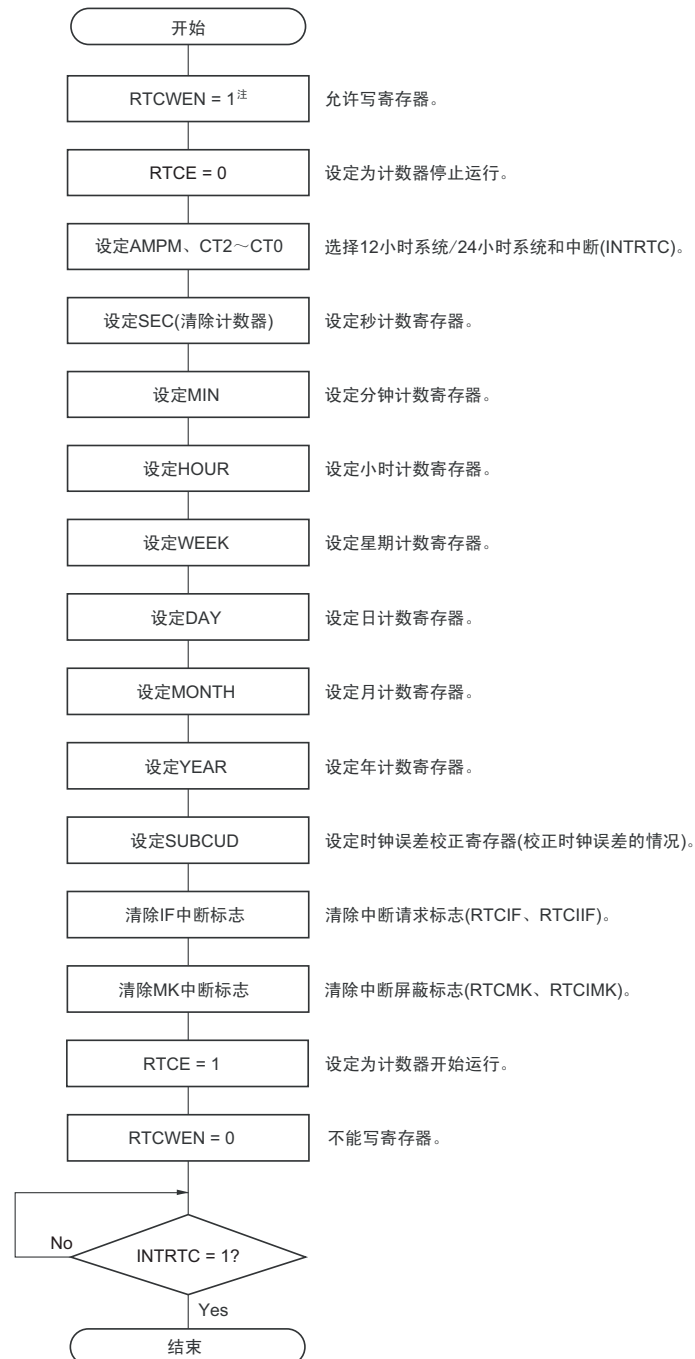 开始
RTCWEN = 1注 允许写寄存器。
RTCE = 0 设定为计数器停止运行。
设定AMPM、CT2～CT0 选择12小时系统/24小时系统和中断(INTRTC)。
设定SEC(清除计数器) 设定秒计数寄存器。
设定MIN 设定分钟计数寄存器。
设定HOUR 设定小时计数寄存器。
设定WEEK 设定星期计数寄存器。
设定DAY 设定日计数寄存器。
设定MONTH 设定月计数寄存器。
设定YEAR 设定年计数寄存器。
设定SUBCUD 设定时钟误差校正寄存器(校正时钟误差的情况)。
清除IF中断标志 清除中断请求标志(RTCIF、RTCIIF)。
清除MK中断标志 清除中断屏蔽标志(RTCMK、RTCIMK)。
RTCE = 1 设定为计数器开始运行。
RTCWEN = 0 不能写寄存器。
No
INTRTC = 1?
Yes
结束